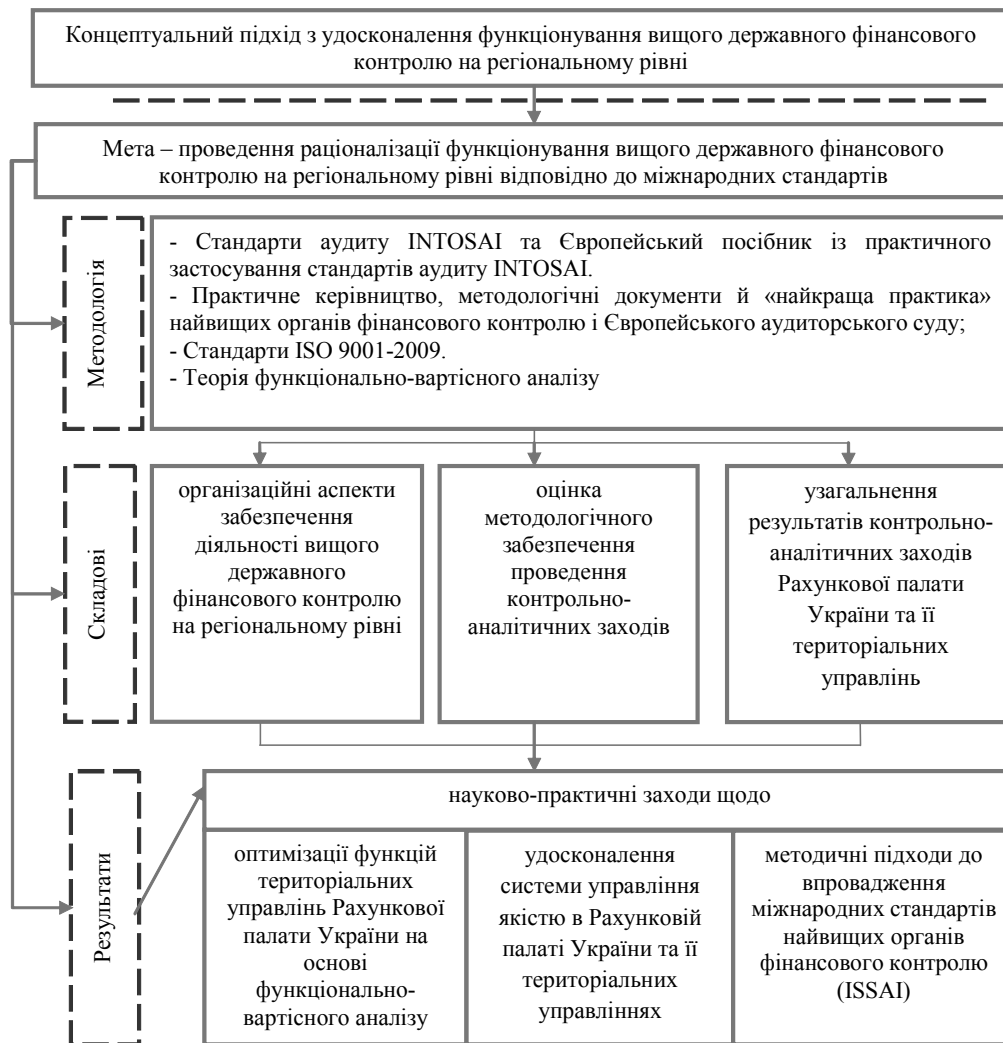 Концептуальний підхід з удосконалення функціонування вищого державного фінансового
контролю на регіональному рівні
Мета – проведення раціоналізації функціонування вищого державного фінансового
контролю на регіональному рівні відповідно до міжнародних стандартів
Методологія
- Стандарти аудиту INTOSAI та Європейський посібник із практичного
застосування стандартів аудиту INTOSAI.
- Практичне керівництво, методологічні документи й «найкраща практика»
найвищих органів фінансового контролю і Європейського аудиторського суду;
- Стандарти ISO 9001-2009.
- Теорія функціонально-вартісного аналізу
Складові
організаційні аспекти
забезпечення
діяльності вищого
державного
фінансового контролю
на регіональному рівні
оцінка
методологічного
забезпечення
проведення
контрольно-
аналітичних заходів
узагальнення
результатів контрольно-
аналітичних заходів
Рахункової палати
України та її
територіальних
управлінь
Результати
науково-практичні заходи щодо
оптимізації функцій
територіальних
управлінь Рахункової
палати України на
основі
функціонально-
вартісного аналізу
удосконалення
системи управління
якістю в Рахунковій
палаті України та її
територіальних
управліннях
методичні підходи до
впровадження
міжнародних стандартів
найвищих органів
фінансового контролю
(ISSAI)